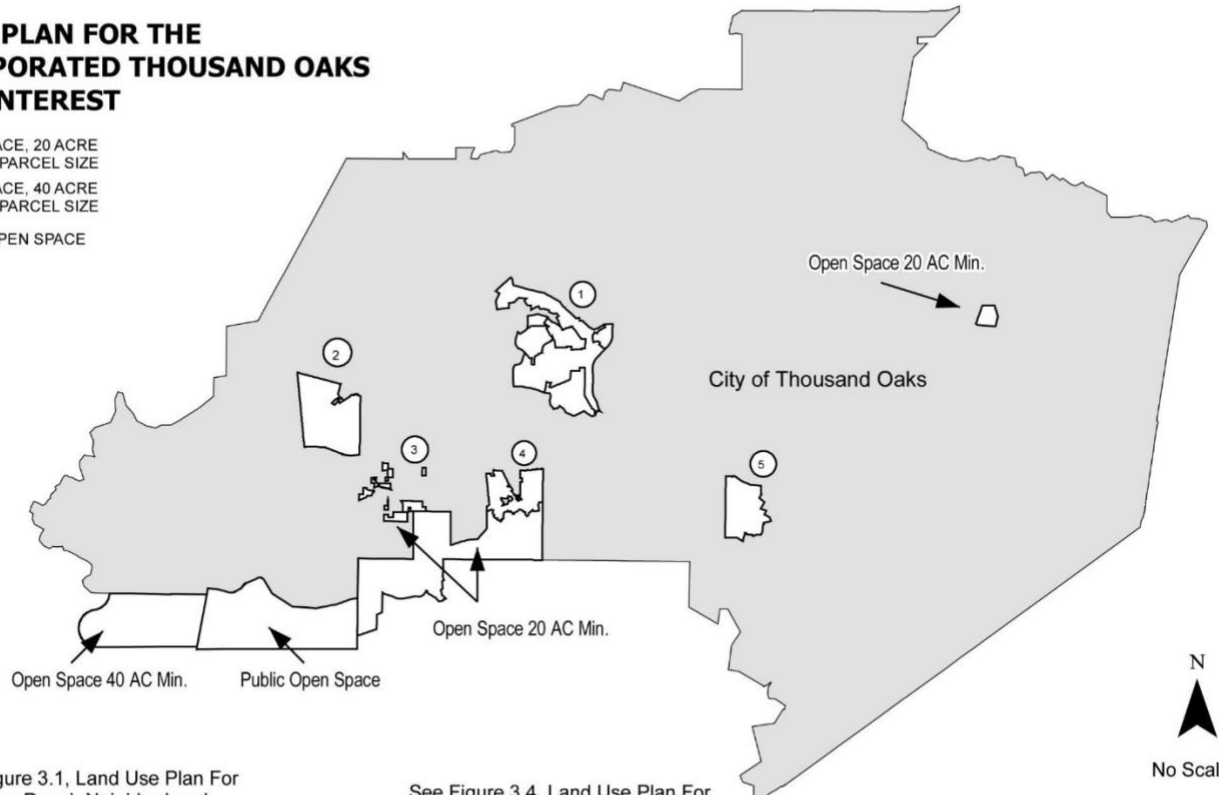 PLAN FOR THE
PORATED THOUSAND OAKS
NTEREST
ACE, 20 ACRE
PARCEL SIZE
ACE, 40 ACRE
PARCEL SIZE
PEN SPACE
Open Space 20 AC Min.
1
2
City of Thousand Oaks
3
4
5
Open Space 20 AC Min.
Open Space 40 AC Min.
Public Open Space
N
No Scal
gure 3.1, Land Use Plan For
See Figure 3.4, Land Use Plan For